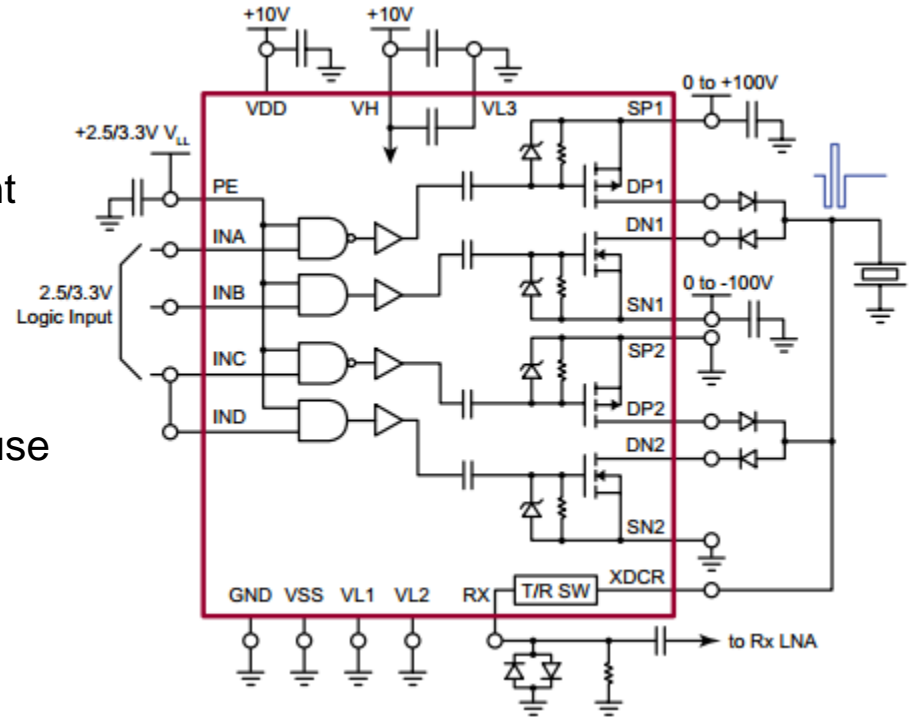 +10V
+10V
VDD
VH
VL3
0 to +100V
SP1
+2.5/3.3V VLL
PE
DP1
INA
DN1
2.5/3.3V
Logic Input
INB
0 to -100V
SN1
INC
SP2
IND
DP2
DN2
SN2
XDCR
GND
VSS
VL1
VL2
RX
T/R SW
to Rx LNA
use